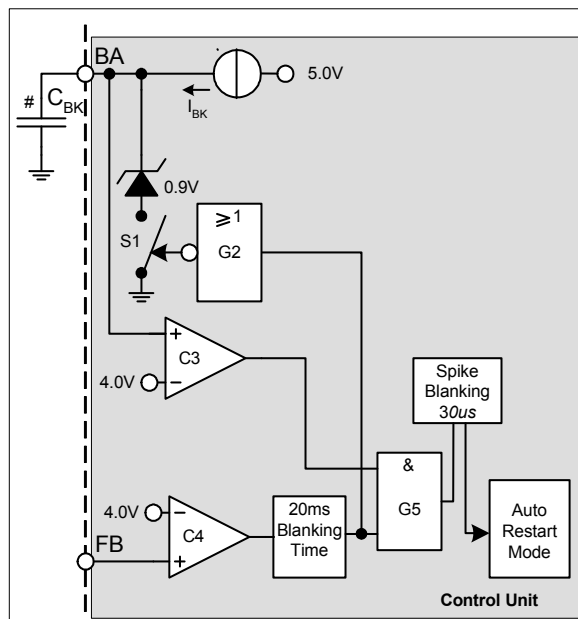 BA
5.0V
# C_BK
I_BK
0.9V
≥1
G2
S1
C3
4.0V
Spike
Blanking
30us
&
G5
4.0V
C4
20ms
Blanking
Time
FB
Auto
Restart
Mode
Control Unit